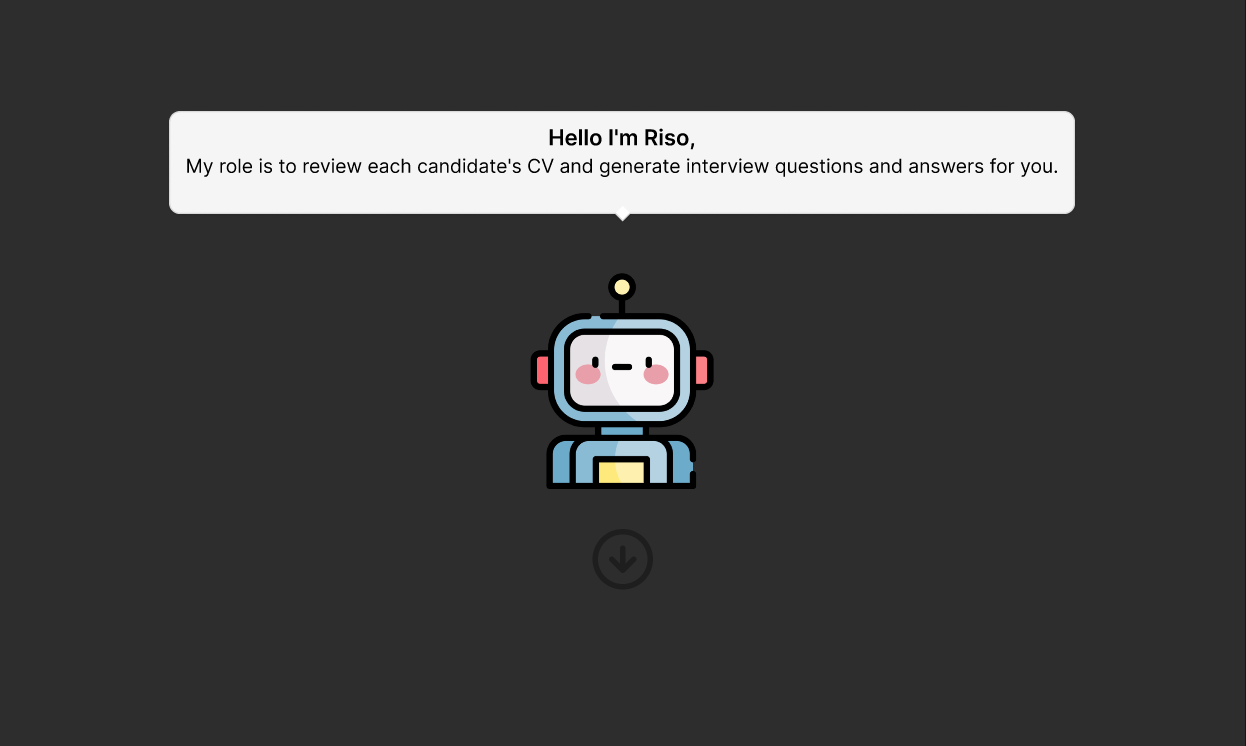 Hello I'm Riso,
My role is to review each candidate's CV and generate interview questions and answers for you.